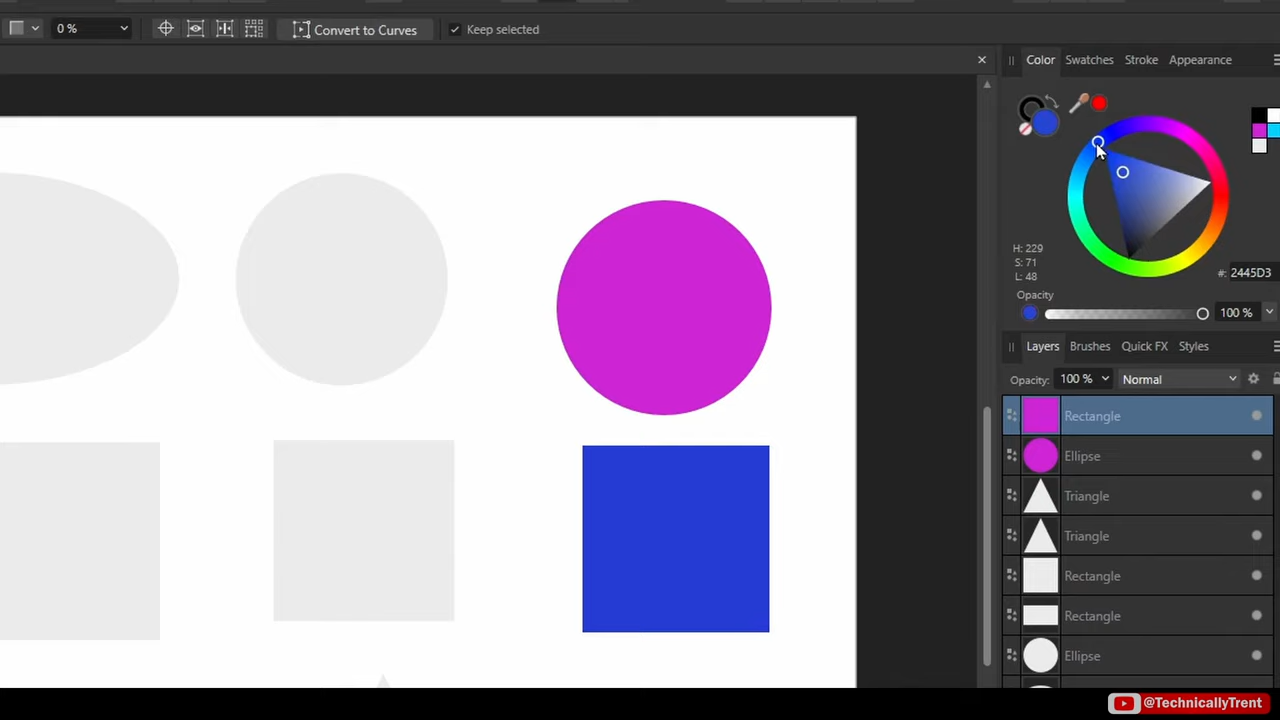 0 %
Convert to Curves
Keep selected
Color
Swatches
Stroke
Appearance
H: 229
S: 71
L: 48
#: 2445D3
Opacity
100 %
Layers
Brushes
Quick FX
Styles
Opacity: 100 % Normal
Rectangle
Ellipse
Triangle
Triangle
Rectangle
Rectangle
Ellipse
@TechnicallyTrent